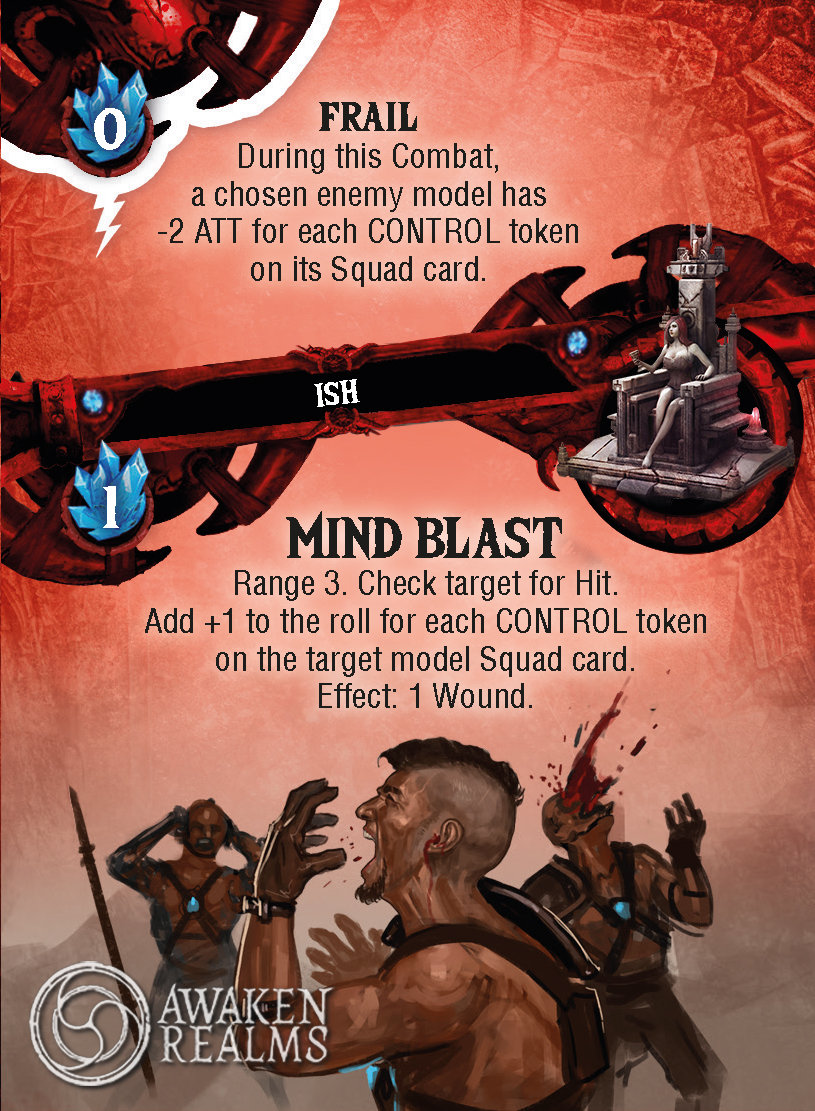 0
FRAIL
During this Combat,
a chosen enemy model has
-2 ATT for each CONTROL token
on its Squad card.
ISH
1
MIND BLAST
Range 3. Check target for Hit.
Add +1 to the roll for each CONTROL token
on the target model Squad card.
Effect: 1 Wound.
AWAKEN
REALMS